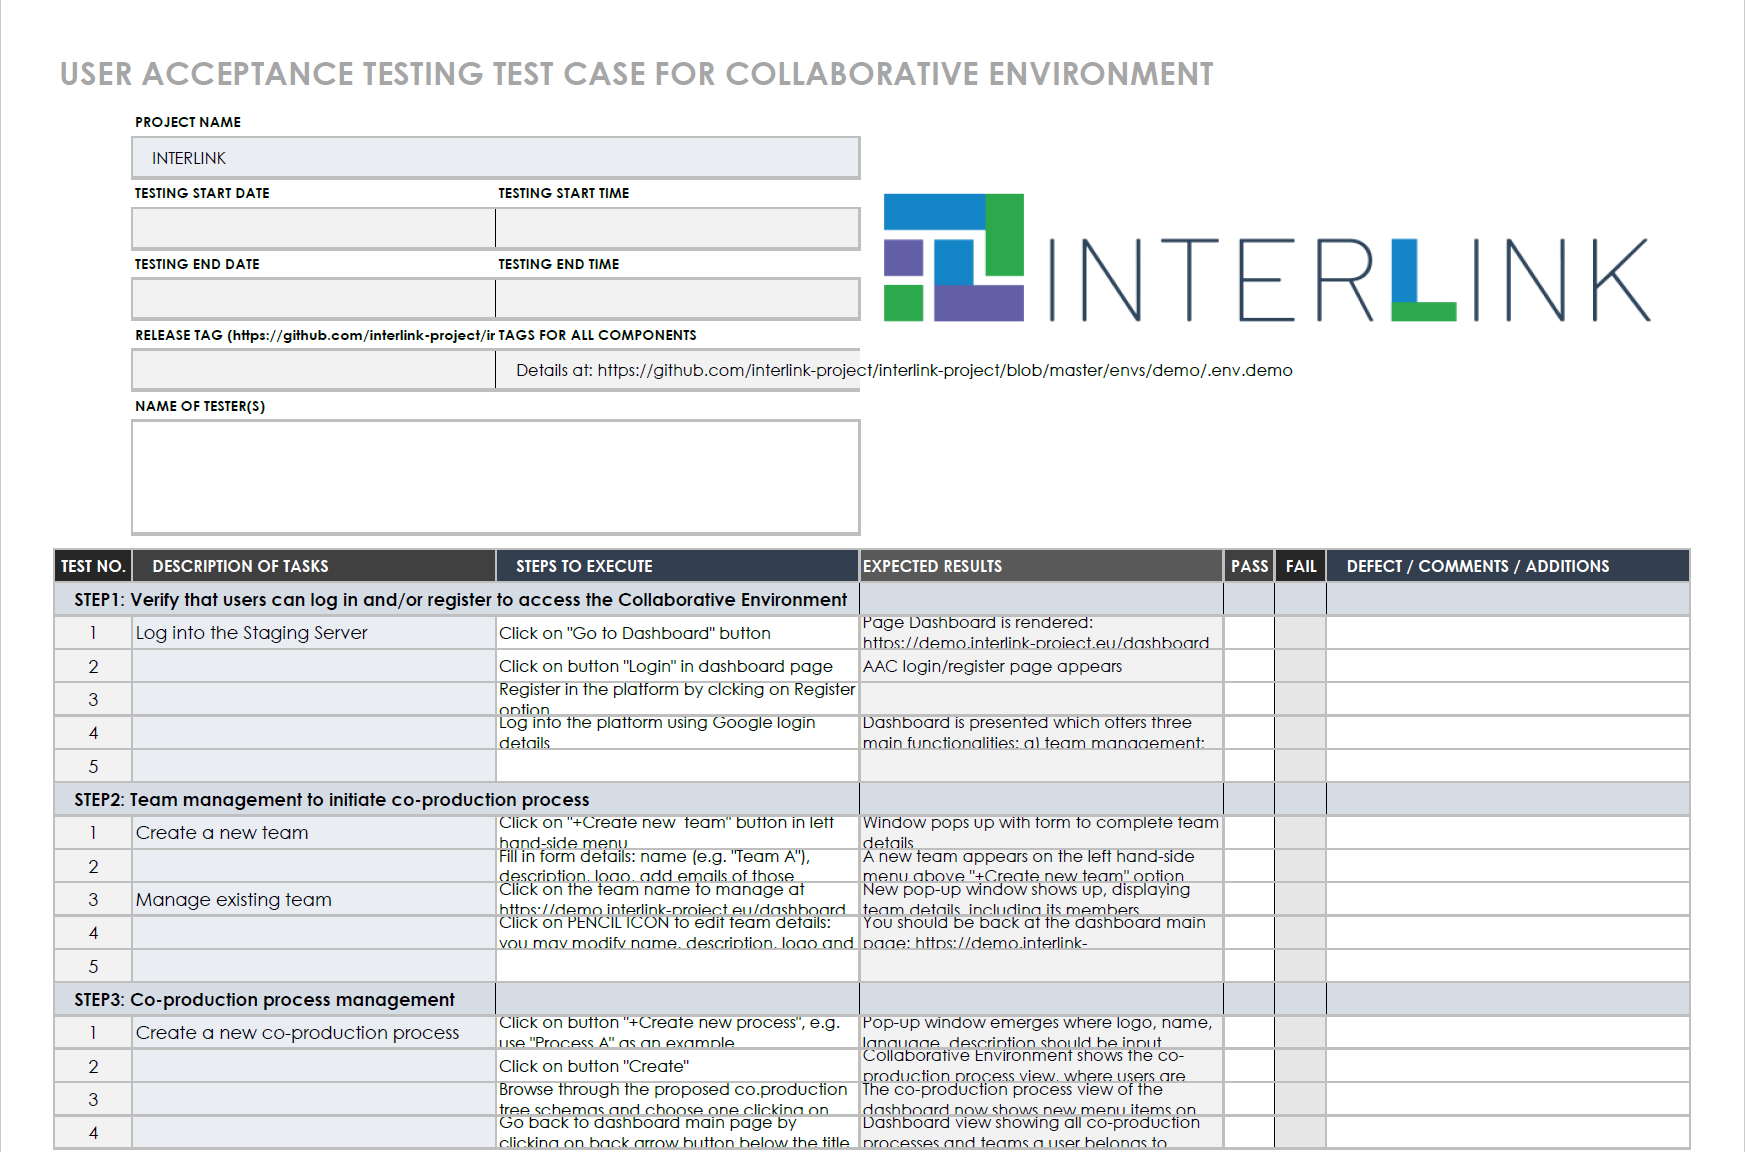 USER ACCEPTANCE TESTING TEST CASE FOR COLLABORATIVE ENVIRONMENT
PROJECT NAME
INTERLINK
TESTING START DATE TESTING START TIME
TESTING END DATE TESTING END TIME
INTERLINK
RELEASE TAG (https://github.com/interlink-project/ir TAGS FOR ALL COMPONENTS
Details at: https://github.com/interlink-project/interlink-project/blob/master/envs/demo/.env.demo
NAME OF TESTER(S)
TEST NO. DESCRIPTION OF TASKS STEPS TO EXECUTE EXPECTED RESULTS PASS FAIL DEFECT / COMMENTS / ADDITIONS
STEP1: Verify that users can log in and/or register to access the Collaborative Environment
1 Log into the Staging Server Click on "Go to Dashboard" button Page Dashboard is rendered:
https://demo.interlink-project.eu/dashboard
2 Click on button "Login" in dashboard page AAC login/register page appears
3 Register in the platform by clcking on Register
option
4 Log into the platform using Google login Dashboard is presented which offers three
details main functionalities: a) team management;
5
STEP2: Team management to initiate co-production process
1 Create a new team Click on "+Create new team" button in left Window pops up with form to complete team
hand-side menu details
2 Fill in form details: name (e.g. "Team A"), A new team appears on the left hand-side
description, logo, add emails of those menu above "+Create new team" option
3 Manage existing team Click on the team name to manage at New pop-up window shows up, displaying
https://demo.interlink-project.eu/dashboard team details, including its members
4 Click on PENCIL ICON to edit team details: You should be back at the dashboard main
you may modify name, description, logo and page: https://demo.interlink-
5
STEP3: Co-production process management
1 Create a new co-production process Click on button "+Create new process", e.g. Pop-up window emerges where logo, name,
use "Process A" as an example language, description should be input
2 Click on button "Create" Collaborative Environment shows the co-
production process view, where users are
3 Browse through the proposed co.production The co-production process view of the
tree schemas and choose one clicking on dashboard now shows new menu items on
4 Go back to dashboard main page by Dashboard view showing all co-production
clicking on back arrow button below the title processes and teams a user belongs to